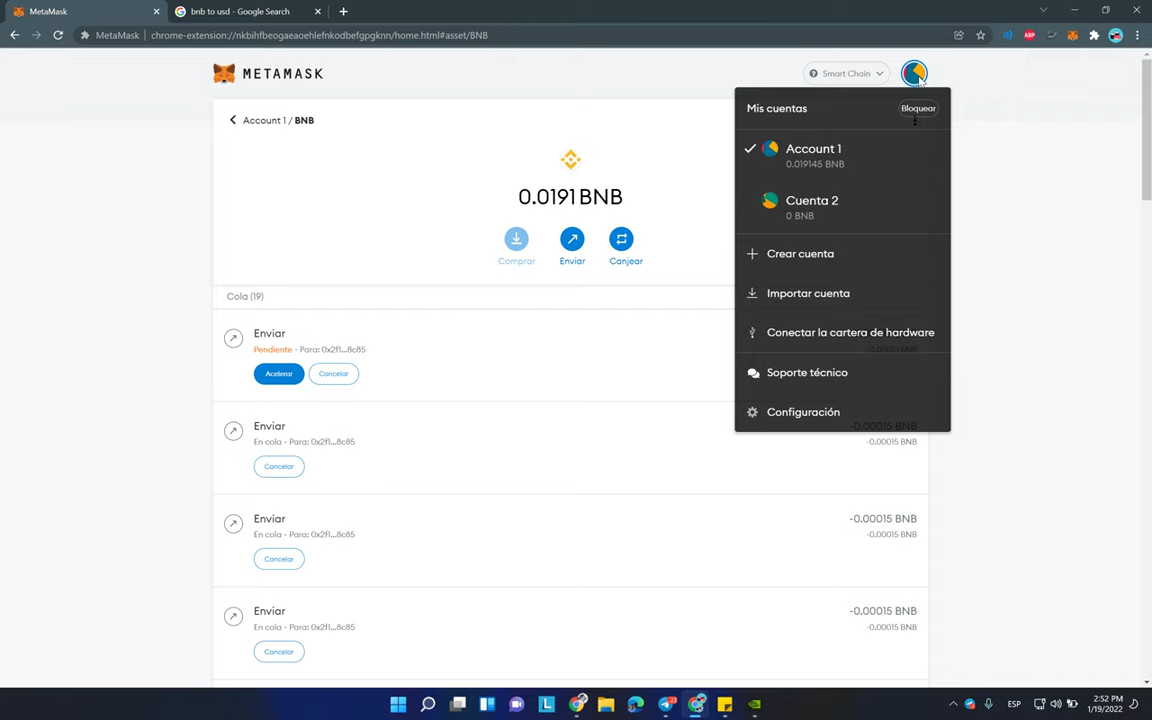 MetaMask
bnb to usd - Google Search
MetaMask | chrome-extension://nkbihfbeogaeaoehlefnkodbefgpgknn/home.html#asset/BNB
ABP
METAMASK
Smart Chain
Account 1 / BNB
0.0191 BNB
Comprar
Enviar
Canjear
Cola (19)
Enviar
Pendiente - Para: 0x2f1...8c85
Acelerar
Cancelar
Enviar
-0.00015 BNB
En cola - Para: 0x2f1...8c85
-0.00015 BNB
Cancelar
Enviar
-0.00015 BNB
En cola - Para: 0x2f1...8c85
-0.00015 BNB
Cancelar
Enviar
-0.00015 BNB
En cola - Para: 0x2f1...8c85
-0.00015 BNB
Cancelar
Mis cuentas
Bloquear
Account 1
0.019145 BNB
Cuenta 2
0 BNB
Crear cuenta
Importar cuenta
Conectar la cartera de hardware
Soporte técnico
Configuración
L
ESP
2:52 PM
1/19/2022